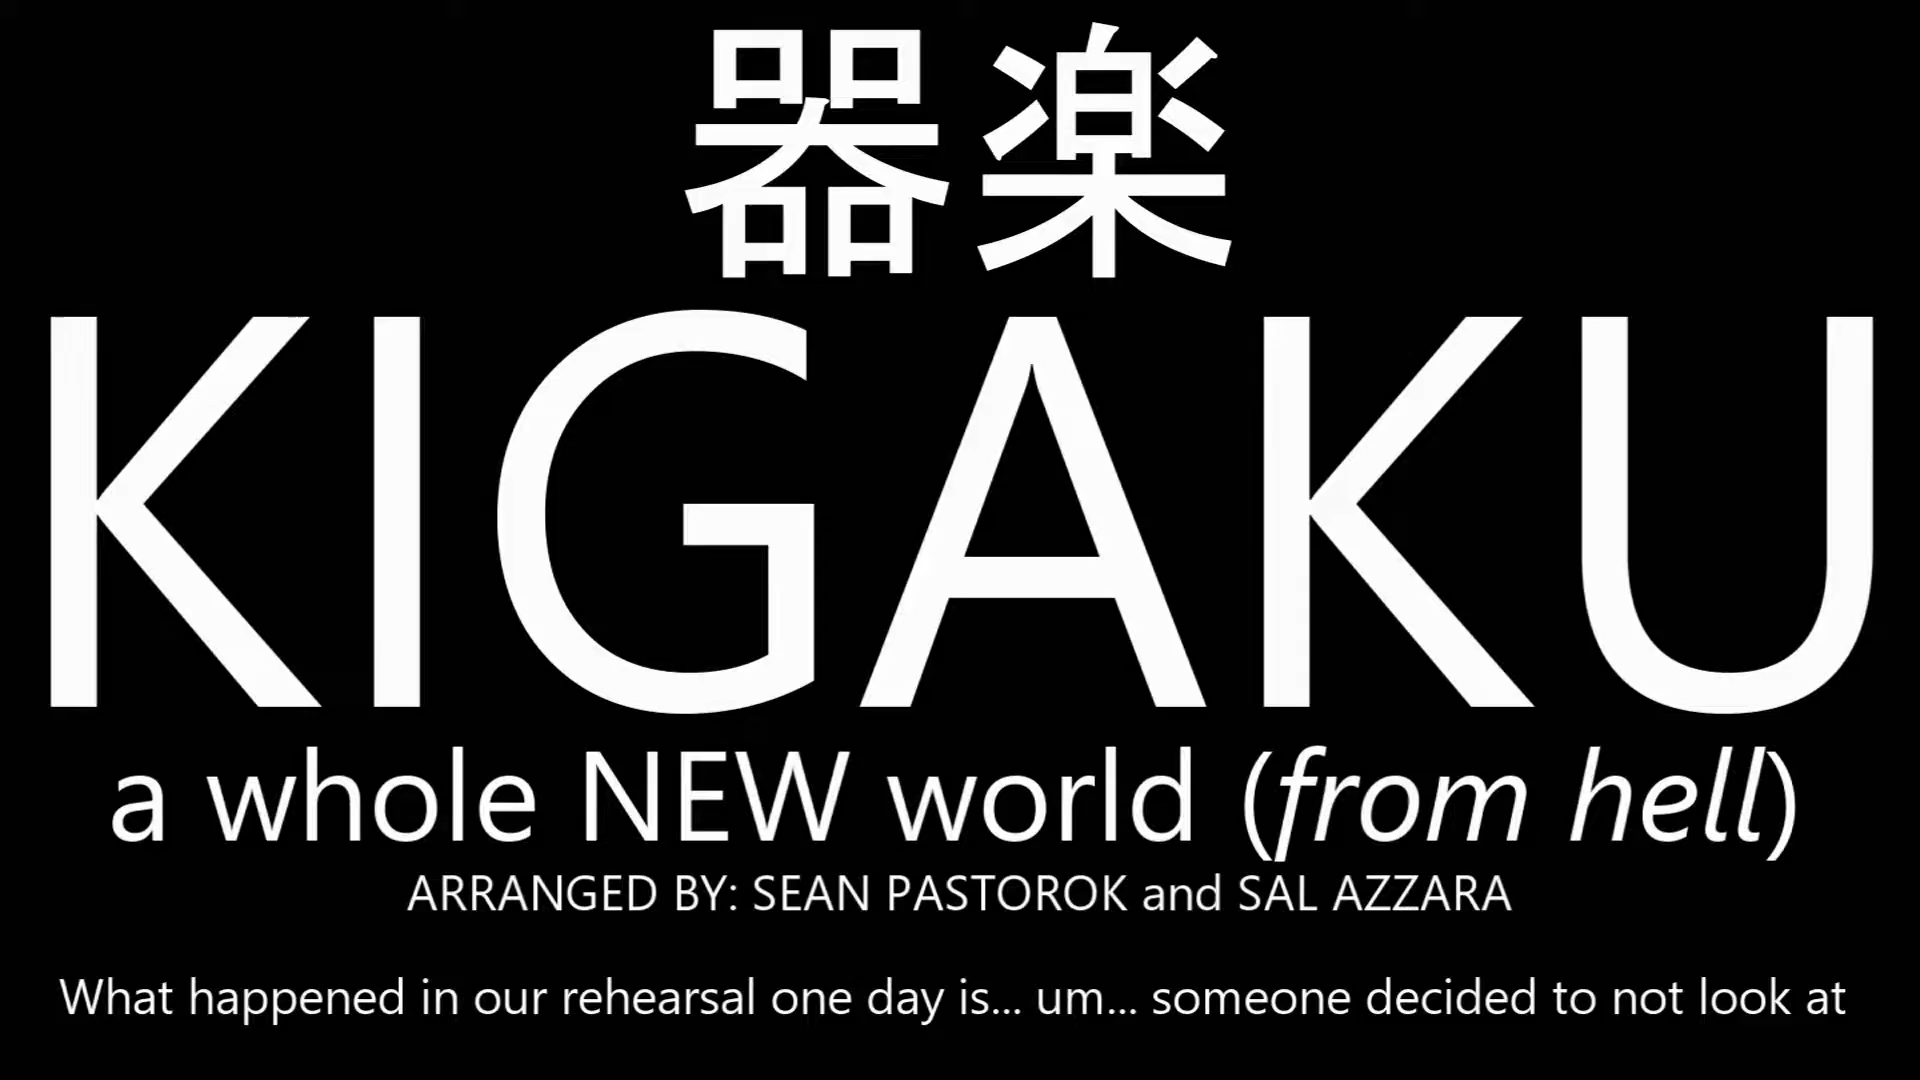 器楽
KIGAKU
a whole NEW world (from hell)
ARRANGED BY: SEAN PASTOROK and SAL AZZARA
What happened in our rehearsal one day is... um... someone decided to not look at